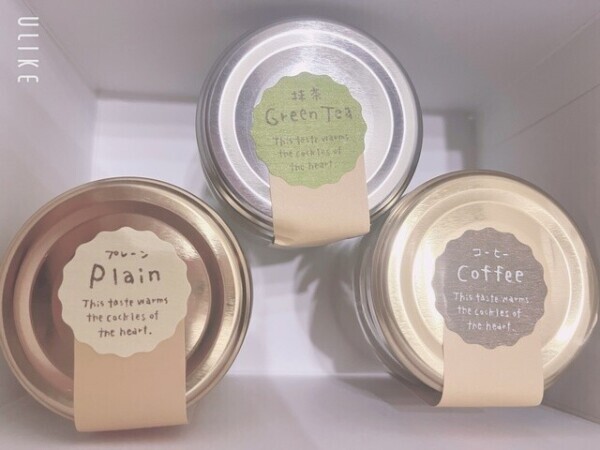 ULIKE
抹茶
Green Tea
This taste warms
the cockles of
the heart.
プレーン
Plain
This taste warms
the cockles of
the heart.
コーヒー
Coffee
This taste warms
the cockles of
the heart.